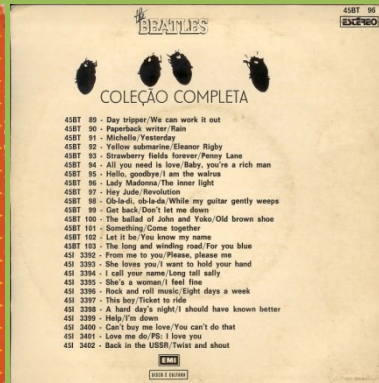 45BT 96
the
BEATLES
ESTÉREO
COLEÇÃO COMPLETA
45BT 89 - Day tripper/We can work it out
45BT 90 - Paperback writer/Rain
45BT 91 - Michelle/Yesterday
45BT 92 - Yellow submarine/Eleanor Rigby
45BT 93 - Strawberry fields forever/Penny Lane
45BT 94 - All you need is love/Baby, you're a rich man
45BT 95 - Hello, goodbye/I am the walrus
45BT 96 - Lady Madonna/The inner light
45BT 97 - Hey Jude/Revolution
45BT 98 - Ob-la-di, ob-la-da/While my guitar gently weeps
45BT 99 - Get back/Don't let me down
45BT 100 - The ballad of John and Yoko/Old brown shoe
45BT 101 - Something/Come together
45BT 102 - Let it be/You know my name
45BT 103 - The long and winding road/For you blue
45I 3392 - From me to you/Please, please me
45I 3393 - She loves you/I want to hold your hand
45I 3394 - I call your name/Long tall sally
45I 3395 - She's a woman/I feel fine
45I 3396 - Rock and roll music/Eight days a week
45I 3397 - This boy/Ticket to ride
45I 3398 - A hard day's night/I should have known better
45I 3399 - Help/I'm down
45I 3400 - Can't buy me love/You can't do that
45I 3401 - Love me do/PS: I love you
45I 3402 - Back in the USSR/Twist and shout
EMI
DISCO É CULTURA